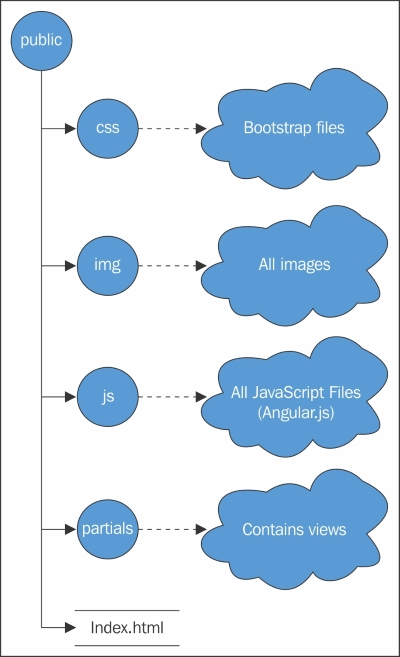 public
css
Bootstrap files
img
All images
js
All JavaScript Files
(Angular.js)
partials
Contains views
Index.html